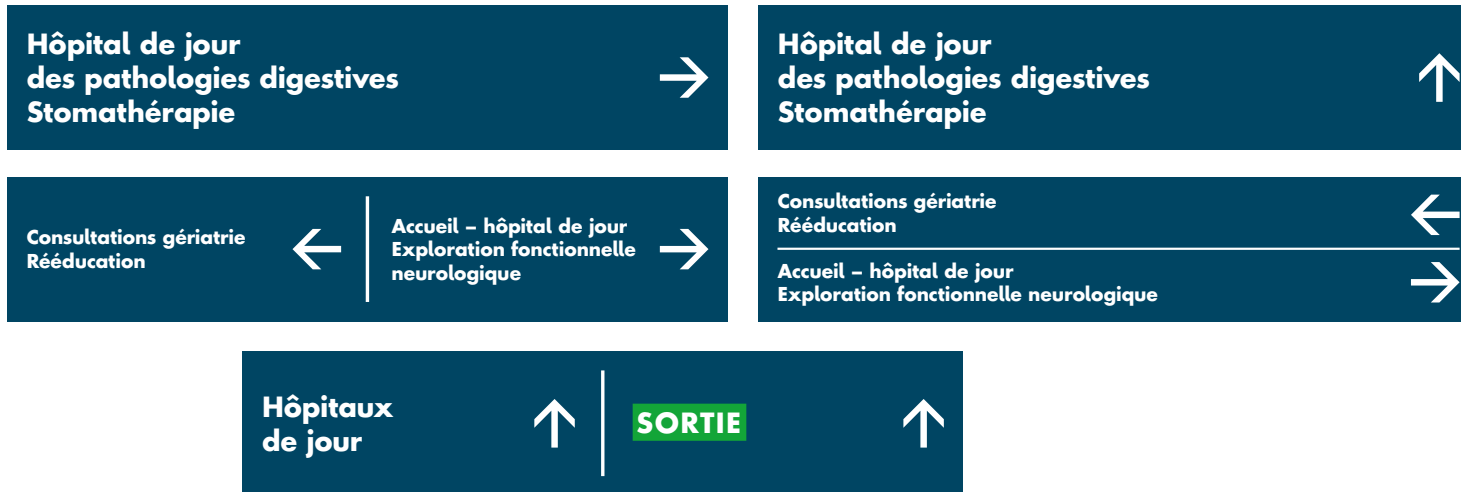 Hôpital de jour
des pathologies digestives
Stomathérapie
Hôpital de jour
des pathologies digestives
Stomathérapie
Consultations gériatrie
Rééducation
Accueil – hôpital de jour
Exploration fonctionnelle
neurologique
Consultations gériatrie
Rééducation
Accueil – hôpital de jour
Exploration fonctionnelle neurologique
Hôpitaux
de jour
SORTIE